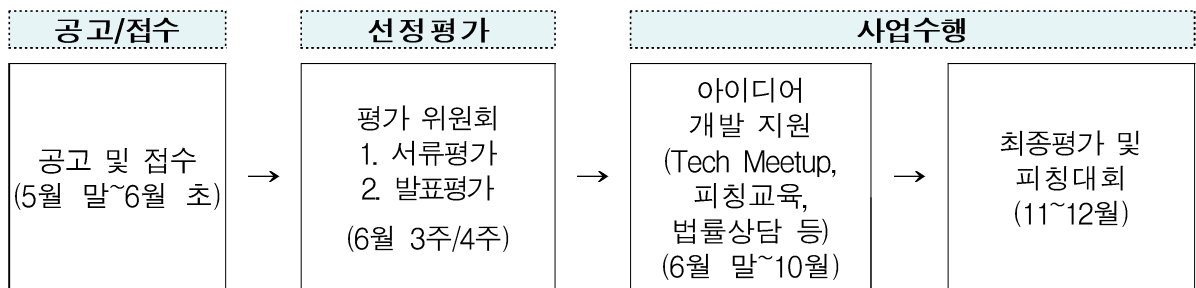 공고/접수
선정평가
사업수행
공고 및 접수
(5월 말~6월 초)
→
평가 위원회
1. 서류평가
2. 발표평가
(6월 3주/4주)
→
아이디어
개발 지원
(Tech Meetup,
피칭교육,
법률상담 등)
(6월 말~10월)
→
최종평가 및
피칭대회
(11~12월)